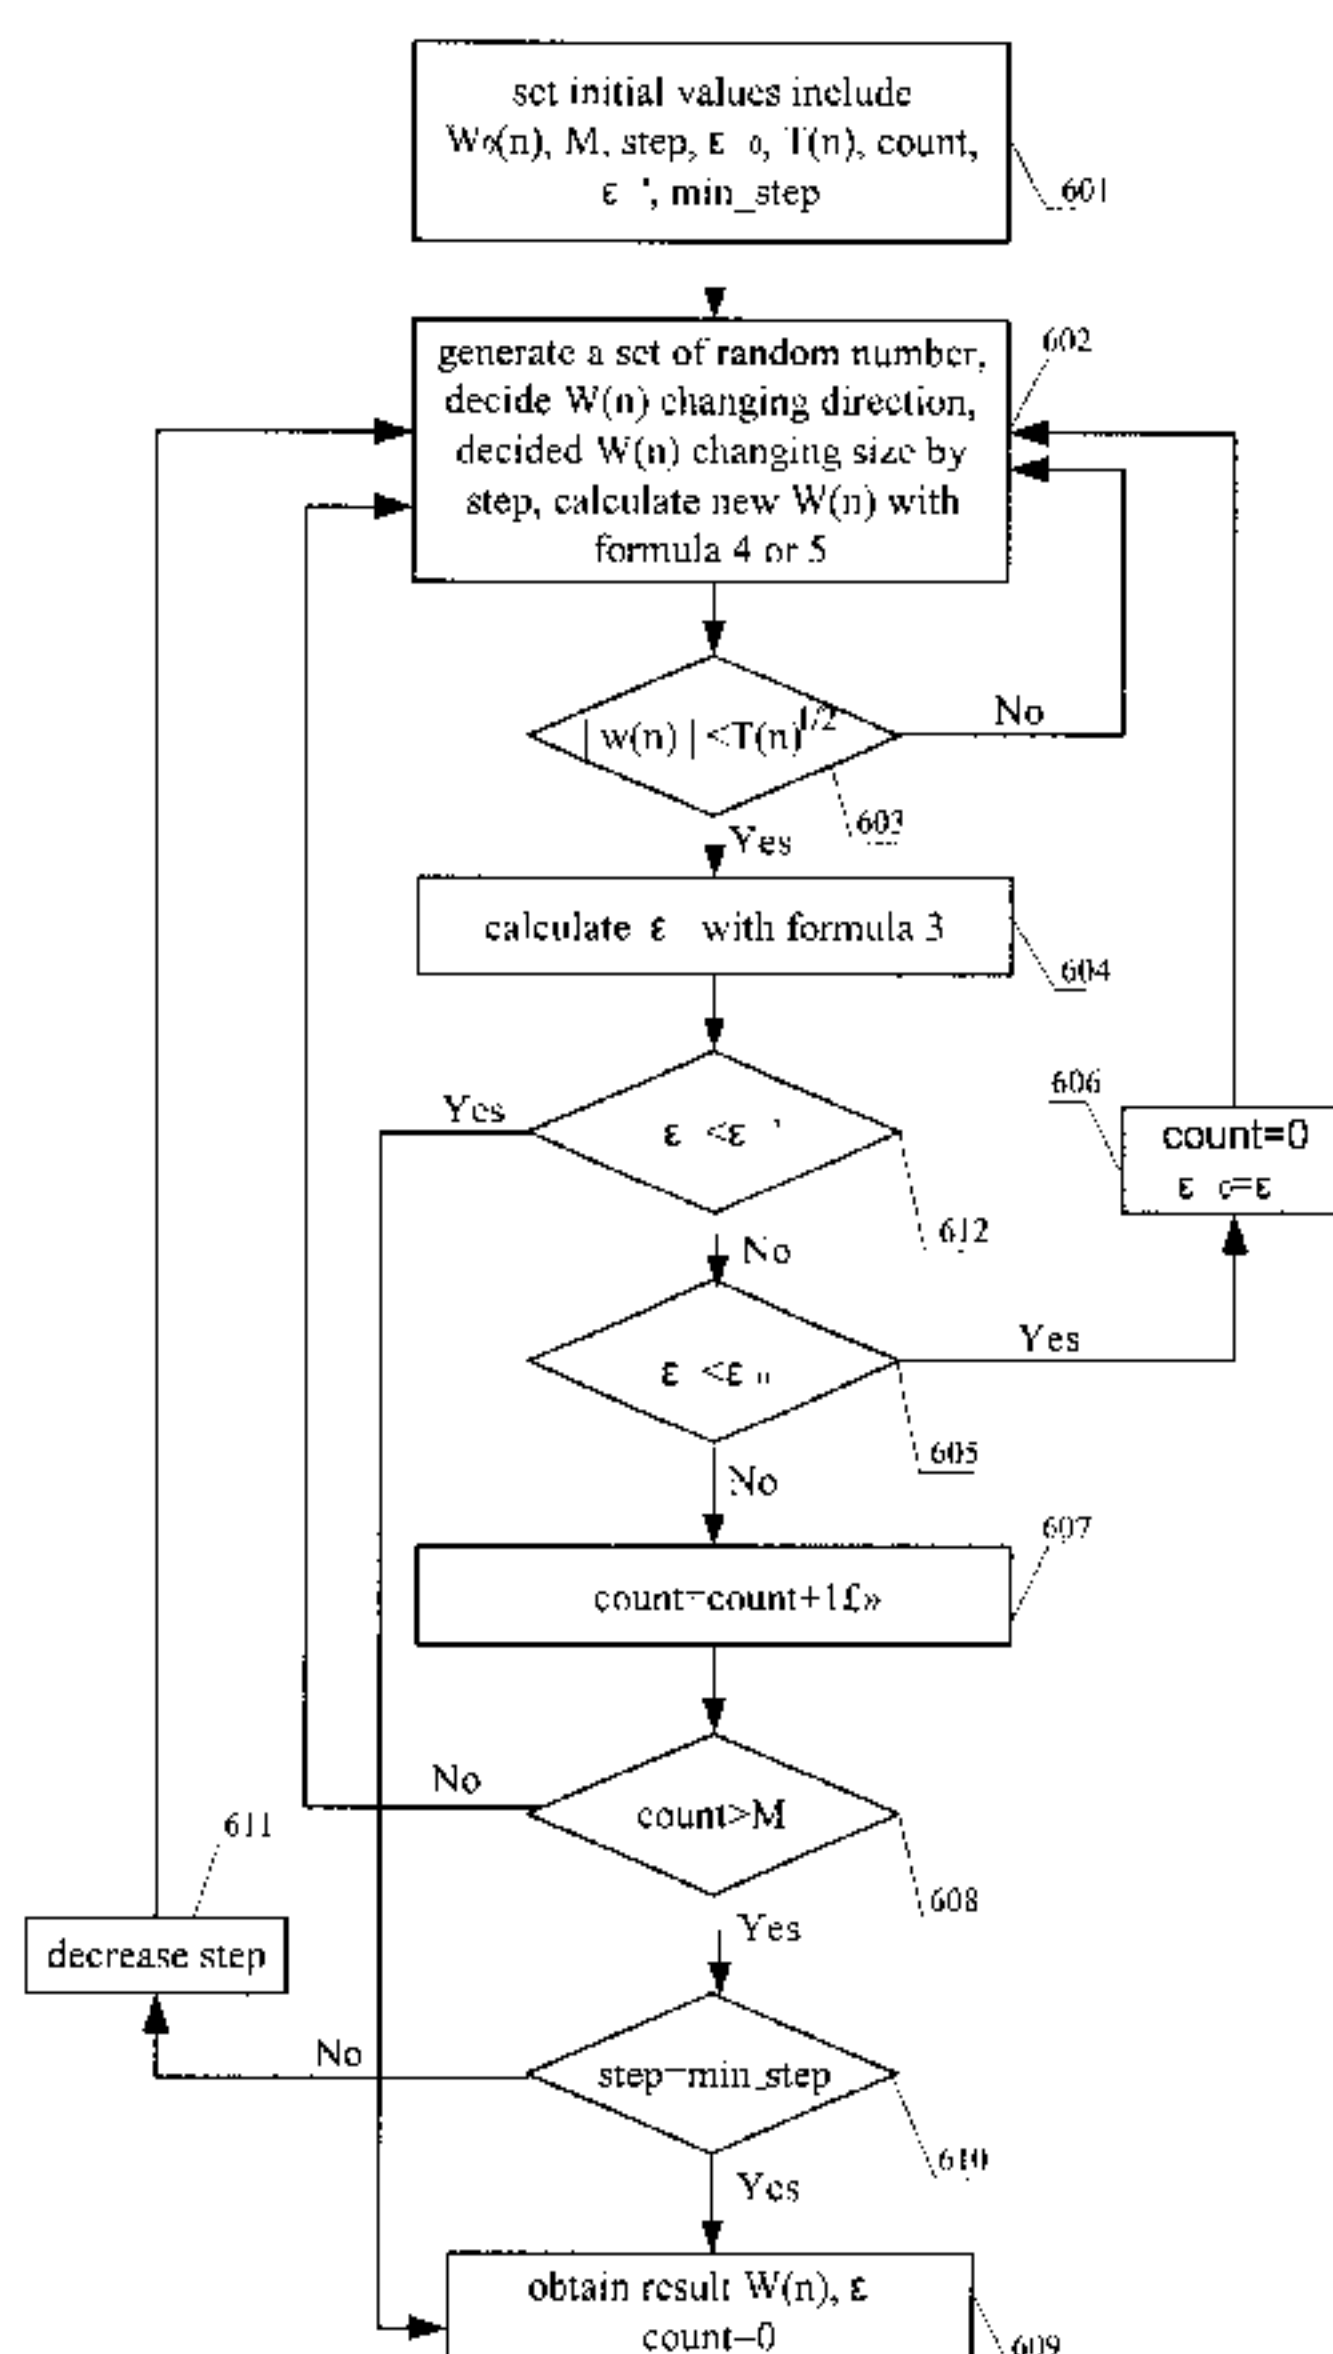 set initial values include
W₀(n), M, step, ε ₀, T(n), count,
ε ', min_step
601
generate a set of random number,
decide W(n) changing direction,
decided W(n) changing size by
step, calculate new W(n) with
formula 4 or 5
602
| w(n) | <T(n)^1/2
No
603
Yes
calculate ε with formula 3
604
Yes
ε <ε '
606
count=0
ε ₀=ε
612
No
ε <ε ₀
Yes
605
No
607
count=count+1£»
No
count>M
611
608
Yes
decrease step
No
step=min_step
610
Yes
obtain result W(n), ε
count=0
609